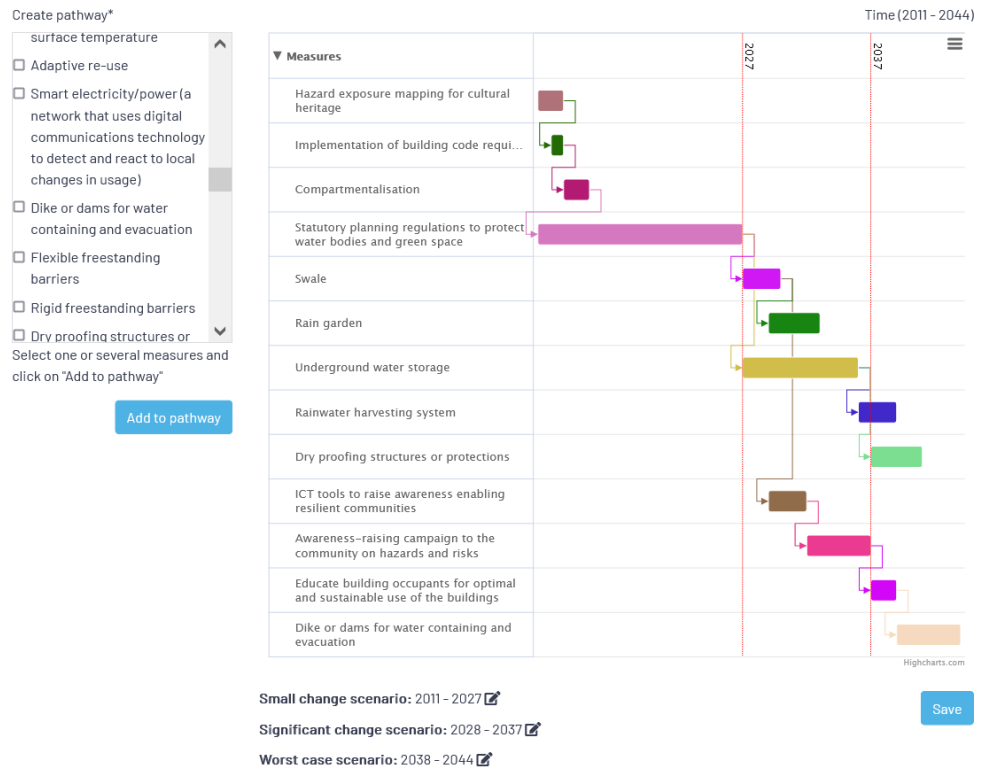 Create pathway*
Time (2011 - 2044)
surface temperature
Adaptive re-use
Smart electricity/power (a
network that uses digital
communications technology
to detect and react to local
changes in usage)
Dike or dams for water
containing and evacuation
Flexible freestanding
barriers
Rigid freestanding barriers
Dry proofing structures or
Select one or several measures and
click on "Add to pathway"
Add to pathway
▼ Measures
2027
2037
Hazard exposure mapping for cultural
heritage
Implementation of building code requi...
Compartmentalisation
Statutory planning regulations to protect
water bodies and green space
Swale
Rain garden
Underground water storage
Rainwater harvesting system
Dry proofing structures or protections
ICT tools to raise awareness enabling
resilient communities
Awareness-raising campaign to the
community on hazards and risks
Educate building occupants for optimal
and sustainable use of the buildings
Dike or dams for water containing and
evacuation
Highcharts.com
Small change scenario: 2011 - 2027
Significant change scenario: 2028 - 2037
Worst case scenario: 2038 - 2044
Save